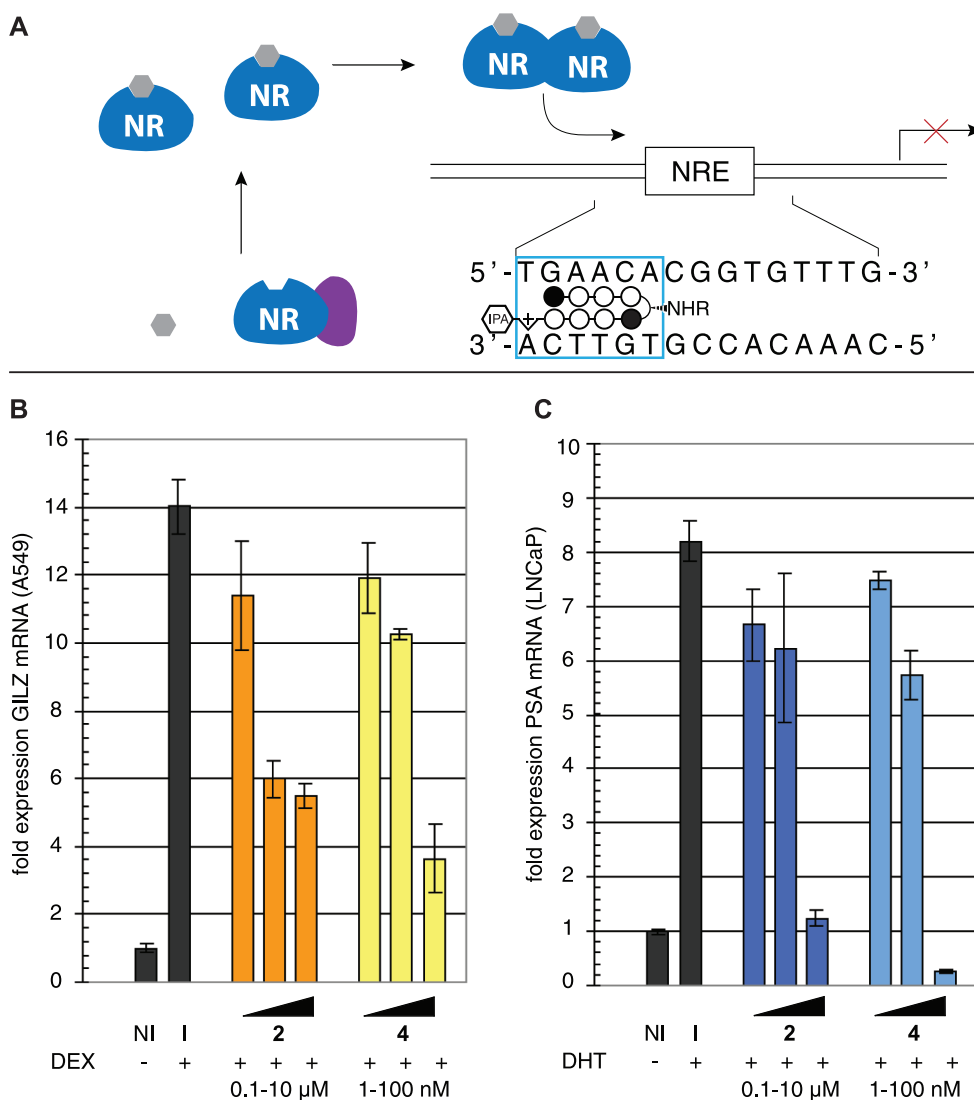 A
NR
NR
NR NR
NRE
NR
5'-TGAACACGGTGTTTG-3'
IPA + NHR
3'-ACTTGTGCCACAAAC-5'
B
fold expression GILZ mRNA (A549)
14
12
10
8
6
4
2
0
NI I 2 4
DEX - + + + + + + +
0.1-10 µM 1-100 nM
C
fold expression PSA mRNA (LNCaP)
10
9
8
7
6
5
4
3
2
1
0
NI I 2 4
DHT - + + + + + + +
0.1-10 µM 1-100 nM